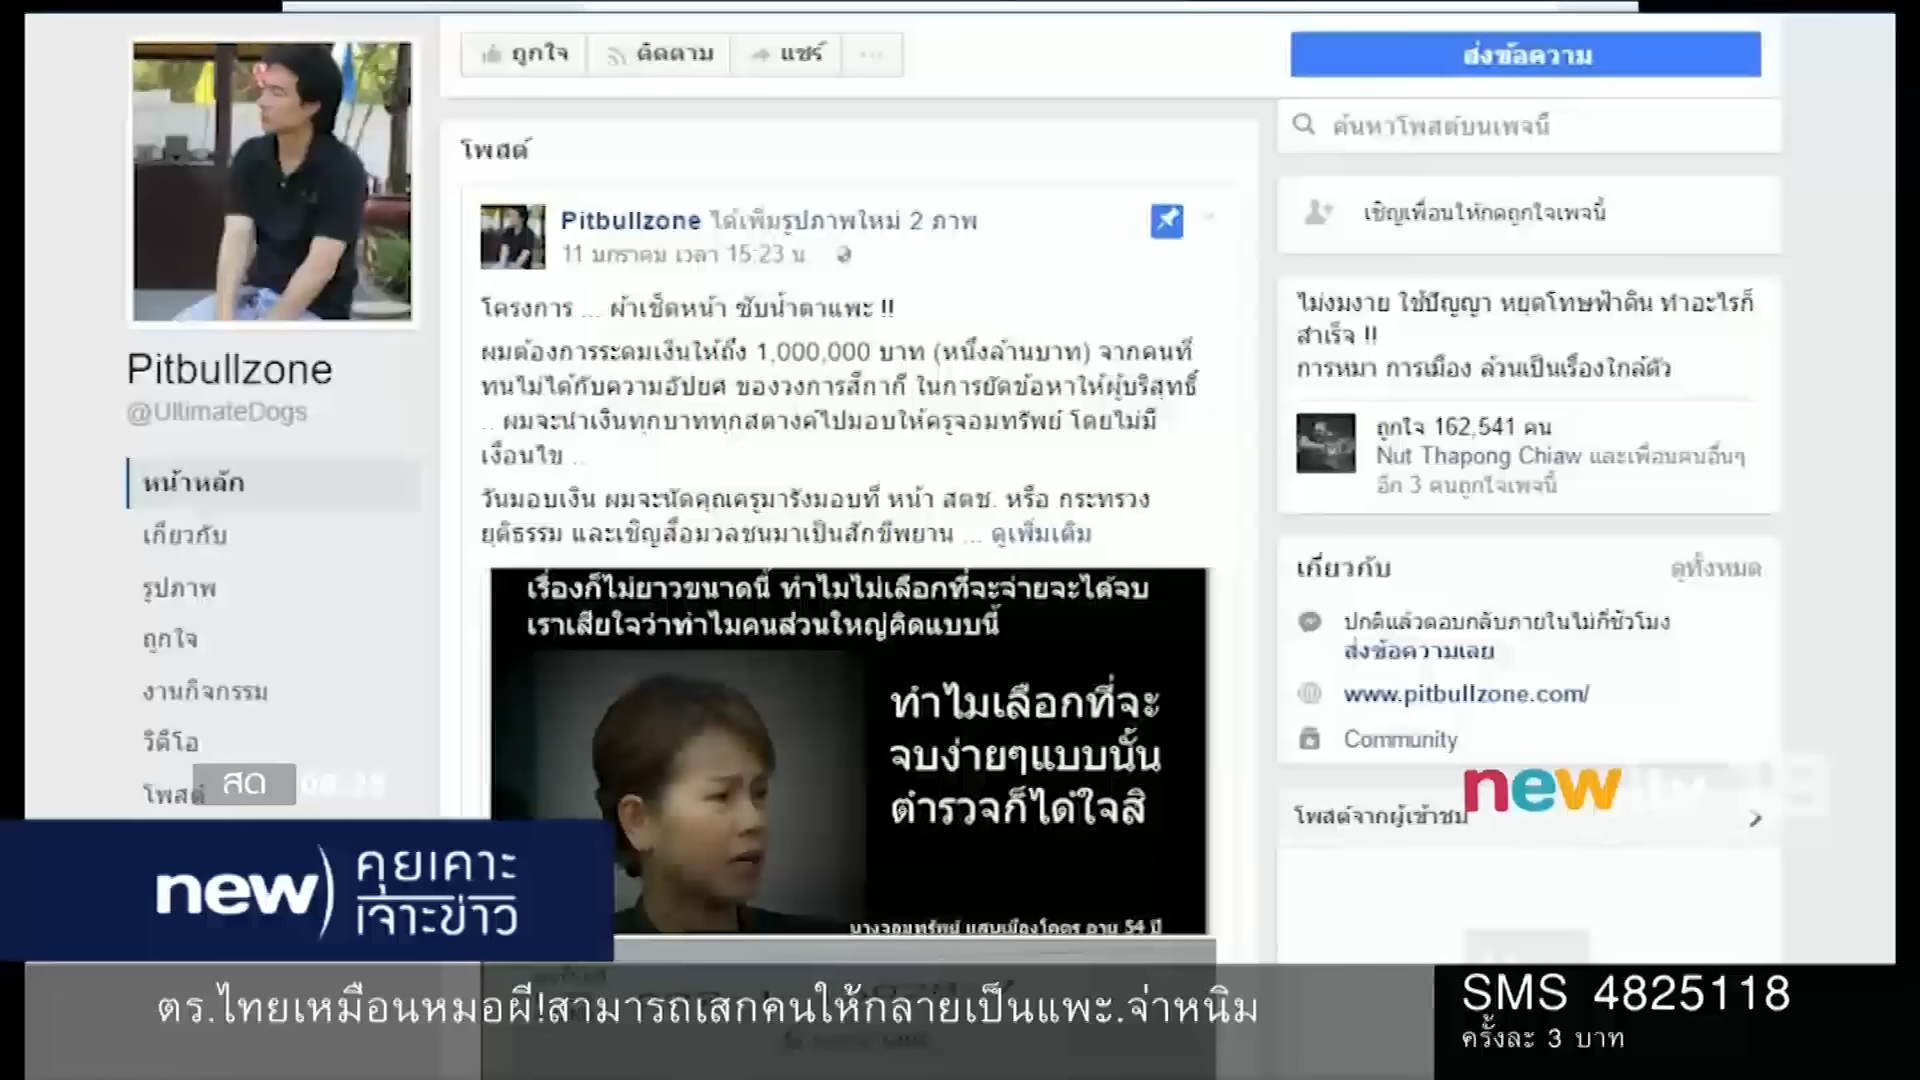 ถูกใจ
ติดตาม
แชร์
ส่งข้อความ
ค้นหาโพสต์บนเพจนี้
โพสต์
Pitbullzone ได้เพิ่มรูปภาพใหม่ 2 ภาพ
11 มกราคม เวลา 15:23 น
โครงการ ... ผ้าเช็ดหน้า ซับน้ำตาแพะ !!
ผมต้องการระดมเงินให้ถึง 1,000,000 บาท (หนึ่งล้านบาท) จากคนที่
ทนไม่ได้กับความอัปยศ ของวงการสีกากี ในการยัดข้อหาให้ผู้บริสุทธิ์
.. ผมจะนำเงินทุกบาททุกสตางค์ไปมอบให้ครูจอมทรัพย์ โดยไม่มี
เงื่อนไข ..
วันมอบเงิน ผมจะนัดคุณครูมารับมอบที่ หน้า สตช. หรือ กระทรวง
ยุติธรรม และเชิญสื่อมวลชนมาเป็นสักขีพยาน ... ดูเพิ่มเติม
เรื่องก็ไม่ยาวขนาดนี้ ทำไมไม่เลือกที่จะจ่ายจะได้จบ
เราเสียใจว่าทำไมคนส่วนใหญ่คิดแบบนี้
ทำไมเลือกที่จะ
จบง่ายๆแบบนั้น
ตำรวจก็ได้ใจสิ
นางจอมทรัพย์ แสนเมืองโคตร อายุ 54 ปี
Pitbullzone
@UltimateDogs
หน้าหลัก
เกี่ยวกับ
รูปภาพ
ถูกใจ
งานกิจกรรม
วิดีโอ
โพสต์
เชิญเพื่อนให้กดถูกใจเพจนี้
ไม่งมงาย ใช้ปัญญา หยุดโทษฟ้าดิน ทำอะไรก็
สำเร็จ !!
การหมา การเมือง ล้วนเป็นเรื่องใกล้ตัว
ถูกใจ 162,541 คน
Nut Thapong Chiaw และเพื่อนคนอื่นๆ
อีก 3 คนถูกใจเพจนี้
เกี่ยวกับ
ดูทั้งหมด
ปกติแล้วตอบกลับภายในไม่กี่ชั่วโมง
ส่งข้อความเลย
www.pitbullzone.com/
Community
โพสต์จากผู้เข้าชม
new
สด
new) คุยเคาะ
เจาะข่าว
ตร.ไทยเหมือนหมอผี!สามารถเสกคนให้กลายเป็นแพะ.จ่าหนิม
SMS 4825118
ครั้งละ 3 บาท